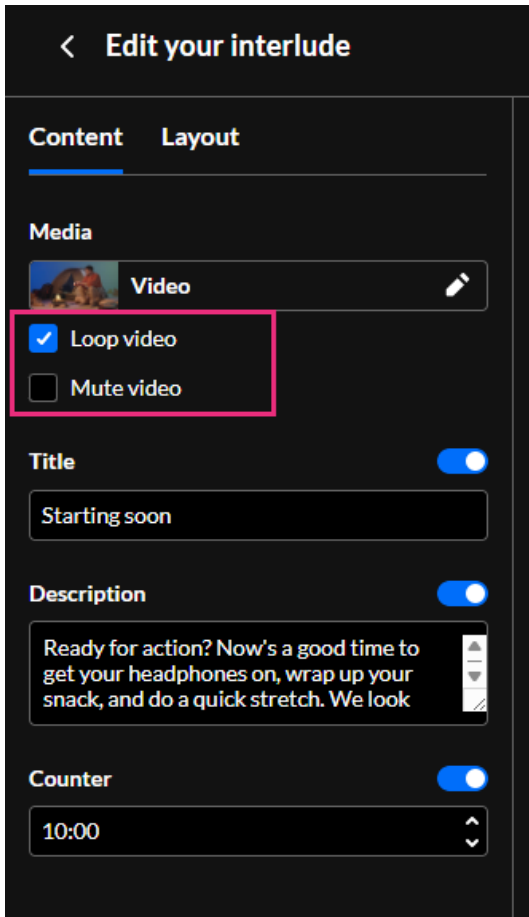 Edit your interlude
Content Layout
Media
Video
Loop video
Mute video
Title
Starting soon
Description
Ready for action? Now's a good time to
get your headphones on, wrap up your
snack, and do a quick stretch. We look
Counter
10:00